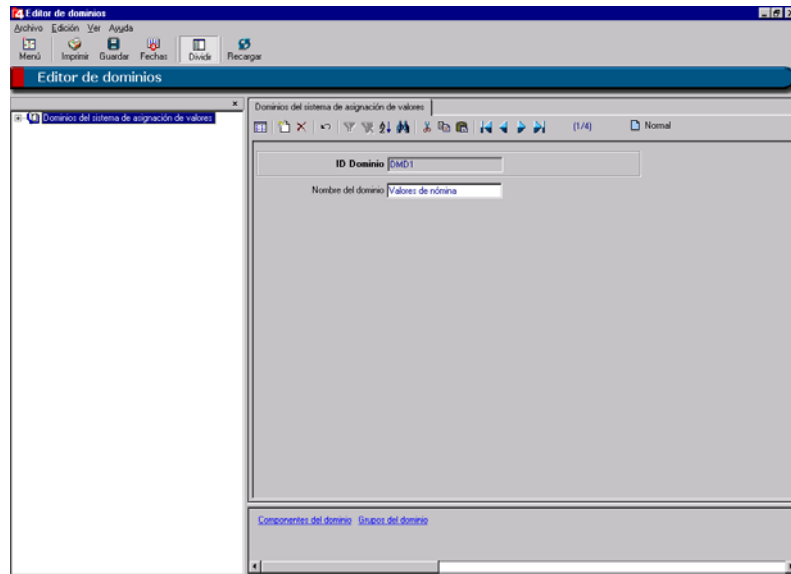 Editor de dominios
Archivo Edición Ver Ayuda
Menú Imprimir Guardar Fechas Dividir Recargar
Editor de dominios
Dominios del sistema de asignación de valores
Dominios del sistema de asignación de valores
(1/4) Normal
ID Dominio DMD1
Nombre del dominio Valores de nómina
Componentes del dominio Grupos del dominio